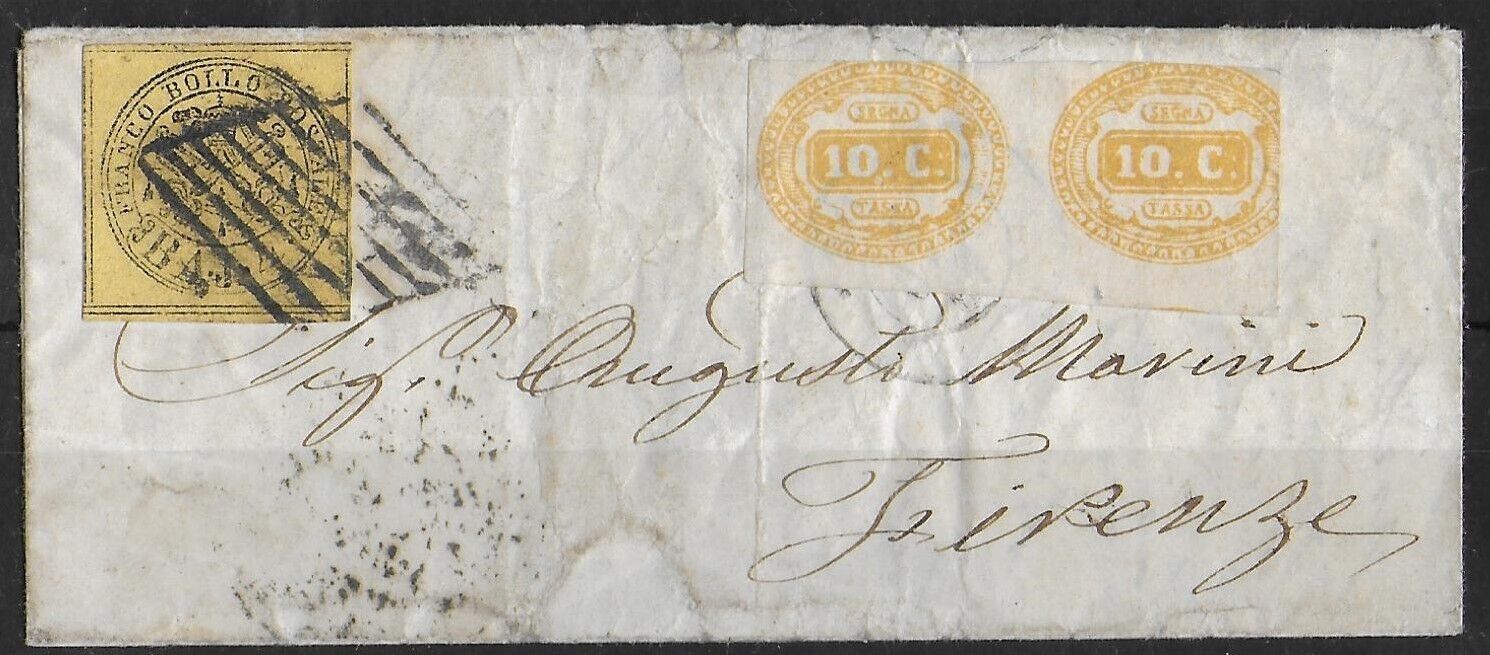 FRANCO BOLLO POSTALE
SEGNA
10. C.
TASSA
SEGNA
10. C.
TASSA
Sig. Augusto Marini
Firenze